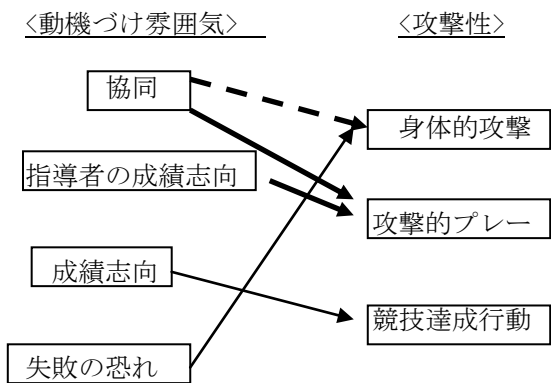 <動機づけ雰囲気>
<攻撃性>
協同
身体的攻撃
指導者の成績志向
攻撃的プレー
成績志向
競技達成行動
失敗の恐れ